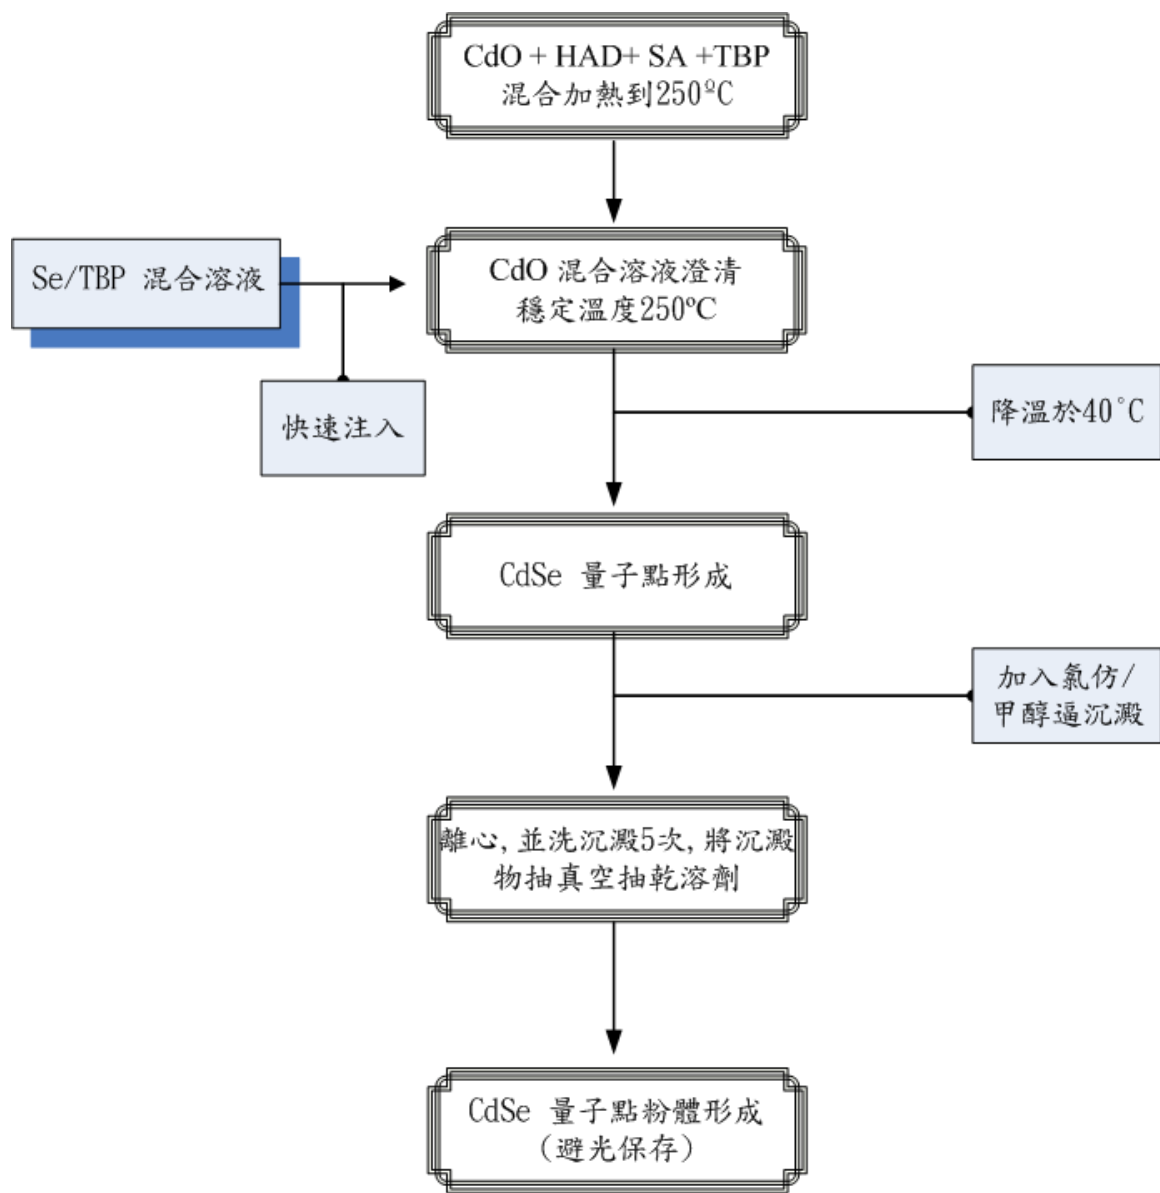 CdO + HAD+ SA +TBP
混合加熱到250ºC
Se/TBP 混合溶液
CdO 混合溶液澄清
穩定溫度250ºC
快速注入
降溫於40°C
CdSe 量子點形成
加入氯仿/
甲醇逼沉澱
離心, 並洗沉澱5次, 將沉澱
物抽真空抽乾溶劑
CdSe 量子點粉體形成
(避光保存)